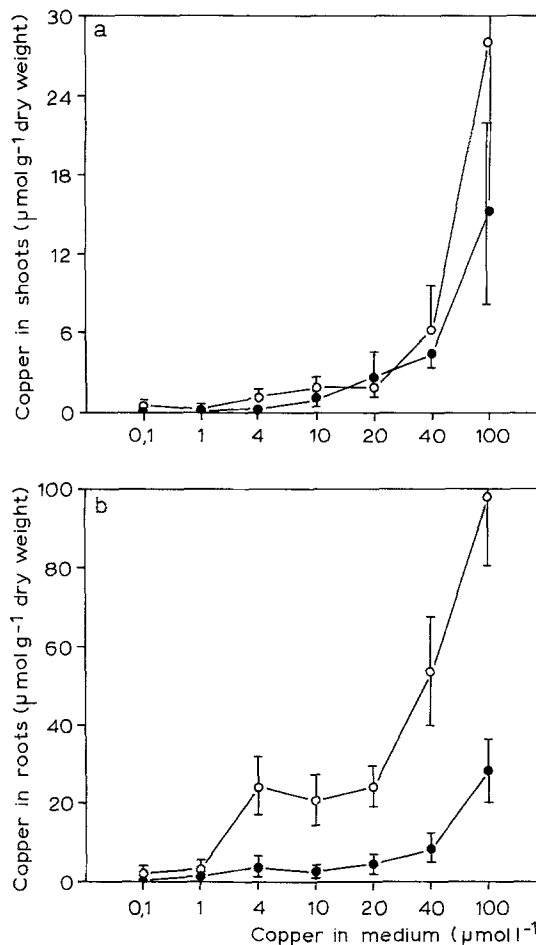 a
Copper in shoots (μmol g⁻¹ dry weight)
30
24
18
12
6
0
0,1 1 4 10 20 40 100
b
Copper in roots (μmol g⁻¹ dry weight)
100
80
60
40
20
0
0,1 1 4 10 20 40 100
Copper in medium (μmol l⁻¹)